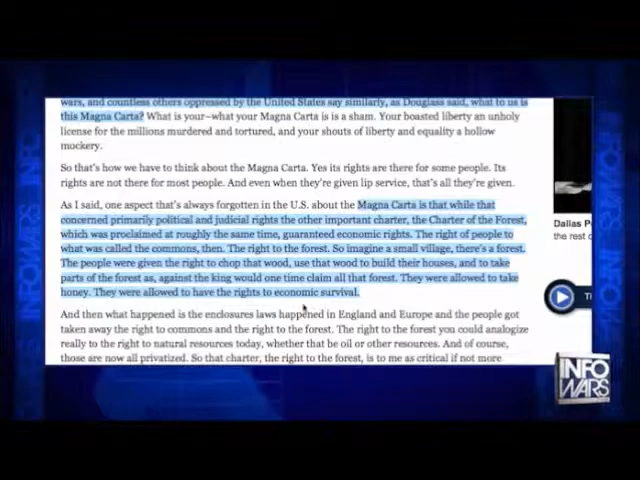 wars, and countless others oppressed by the United States say similarly, as Douglass said, what to us is
this Magna Carta? What is your–what your Magna Carta is is a sham. Your boasted liberty an unholy
license for the millions murdered and tortured, and your shouts of liberty and equality a hollow
mockery.
So that's how we have to think about the Magna Carta. Yes its rights are there for some people. Its
rights are not there for most people. And even when they're given lip service, that's all they're given.
As I said, one aspect that's always forgotten in the U.S. about the Magna Carta is that while that
concerned primarily political and judicial rights the other important charter, the Charter of the Forest,
which was proclaimed at roughly the same time, guaranteed economic rights. The right of people to
what was called the commons, then. The right to the forest. So imagine a small village, there's a forest.
The people were given the right to chop that wood, use that wood to build their houses, and to take
parts of the forest as, against the king would one time claim all that forest. They were allowed to take
honey. They were allowed to have the rights to economic survival.
And then what happened is the enclosures laws happened in England and Europe and the people got
taken away the right to commons and the right to the forest. The right to the forest you could analogize
really to the right to natural resources today, whether that be oil or other resources. And of course,
those are now all privatized. So that charter, the right to the forest, is to me as critical if not more
Dallas P
the rest
INFO
WARS